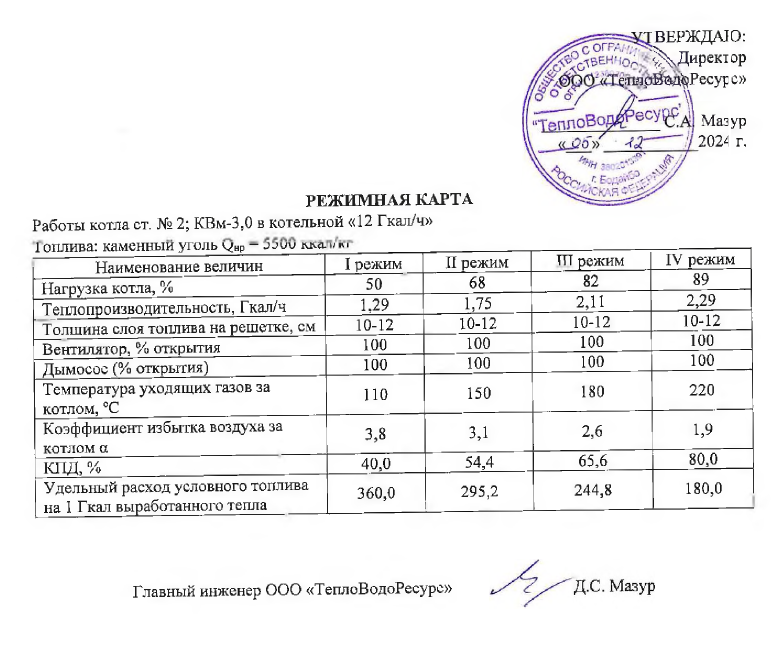 УТВЕРЖДАЮ:
Директор
ООО «ТеплоВодоРесурс»
С.А. Мазур
«06» 12 2024 г.
ОБЩЕСТВО С ОГРАНИЧЕННОЙ
ОТВЕТСТВЕННОСТЬЮ
"ТеплоВодоРесурс"
г. Бодайбо
РОССИЙСКАЯ ФЕДЕРАЦИЯ
РЕЖИМНАЯ КАРТА
Работы котла ст. № 2; КВм-3,0 в котельной «12 Гкал/ч»
Топлива: каменный уголь Qнр = 5500 ккал/кг
Наименование величин I режим II режим III режим IV режим
Нагрузка котла, % 50 68 82 89
Теплопроизводительность, Гкал/ч 1,29 1,75 2,11 2,29
Толщина слоя топлива на решетке, см 10-12 10-12 10-12 10-12
Вентилятор, % открытия 100 100 100 100
Дымосос (% открытия) 100 100 100 100
Температура уходящих газов за
котлом, °С 110 150 180 220
Коэффициент избытка воздуха за
котлом α 3,8 3,1 2,6 1,9
КПД, % 40,0 54,4 65,6 80,0
Удельный расход условного топлива
на 1 Гкал выработанного тепла 360,0 295,2 244,8 180,0
Главный инженер ООО «ТеплоВодоРесурс» Д.С. Мазур